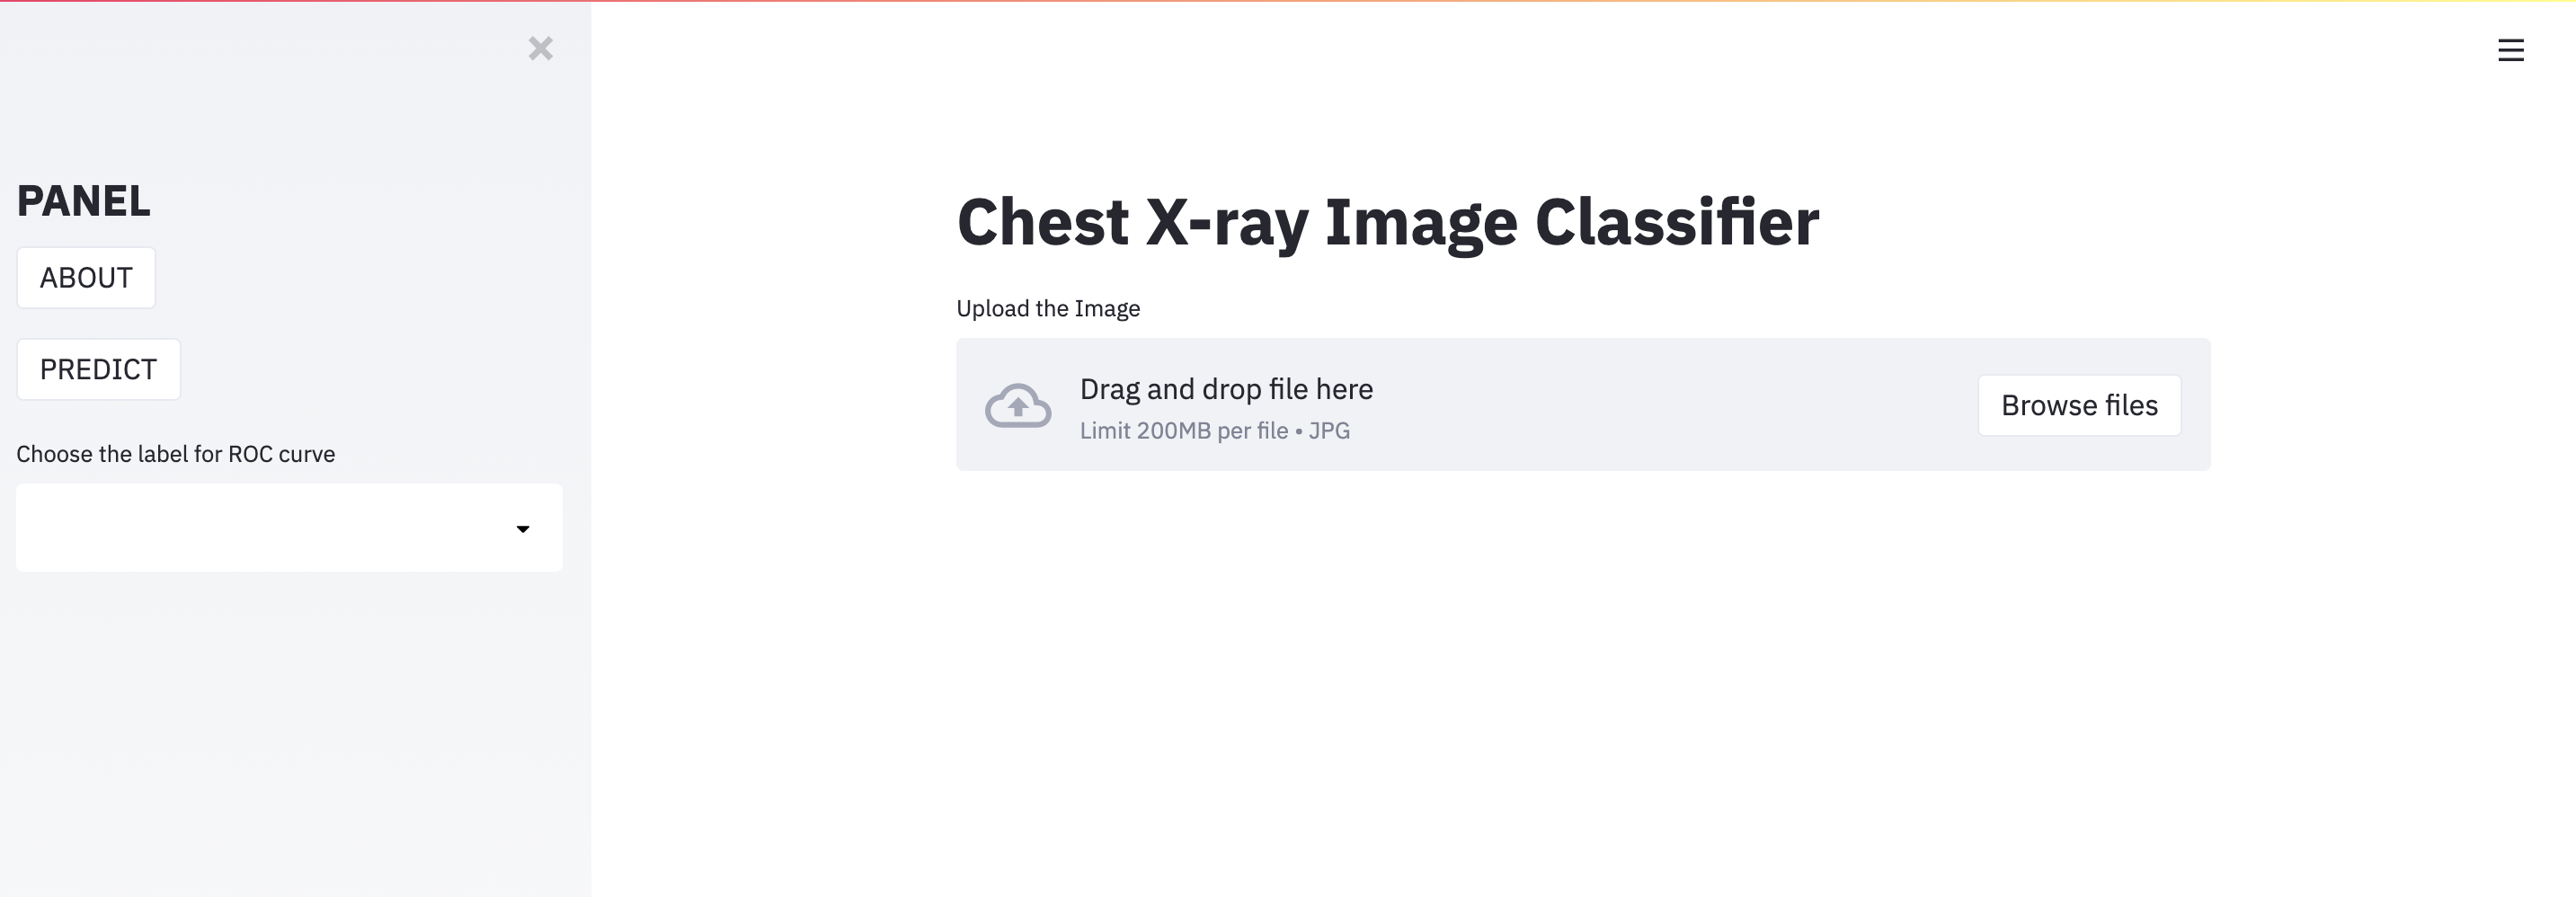 PANEL
ABOUT
PREDICT
Choose the label for ROC curve
Chest X-ray Image Classifier
Upload the Image
Drag and drop file here
Limit 200MB per file • JPG
Browse files